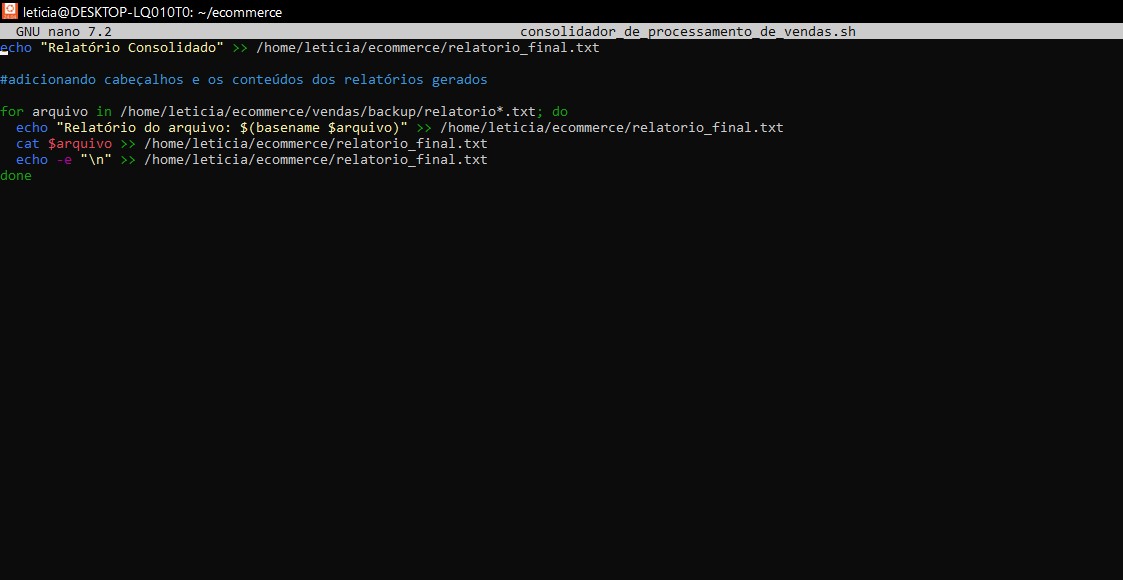 leticia@DESKTOP-LQ010T0: ~/ecommerce
GNU nano 7.2 consolidador_de_processamento_de_vendas.sh
echo "Relatório Consolidado" >> /home/leticia/ecommerce/relatorio_final.txt
#adicionando cabeçalhos e os conteúdos dos relatórios gerados
for arquivo in /home/leticia/ecommerce/vendas/backup/relatorio*.txt; do
  echo "Relatório do arquivo: $(basename $arquivo)" >> /home/leticia/ecommerce/relatorio_final.txt
  cat $arquivo >> /home/leticia/ecommerce/relatorio_final.txt
  echo -e "\n" >> /home/leticia/ecommerce/relatorio_final.txt
done